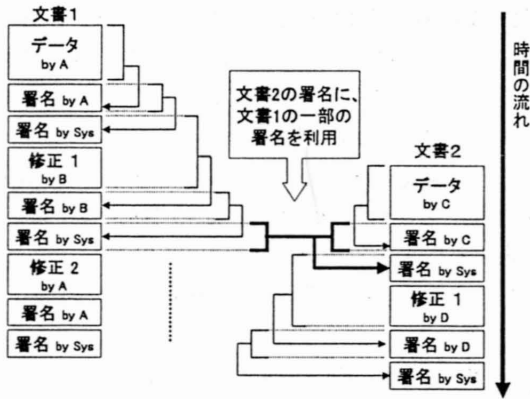 文書1
データ
by A
署名 by A
署名 by Sys
修正 1
by B
署名 by B
署名 by Sys
修正 2
by A
署名 by A
署名 by Sys
文書2の署名に、
文書1の一部の
署名を利用
文書2
データ
by C
署名 by C
署名 by Sys
修正 1
by D
署名 by D
署名 by Sys
時間の流れ